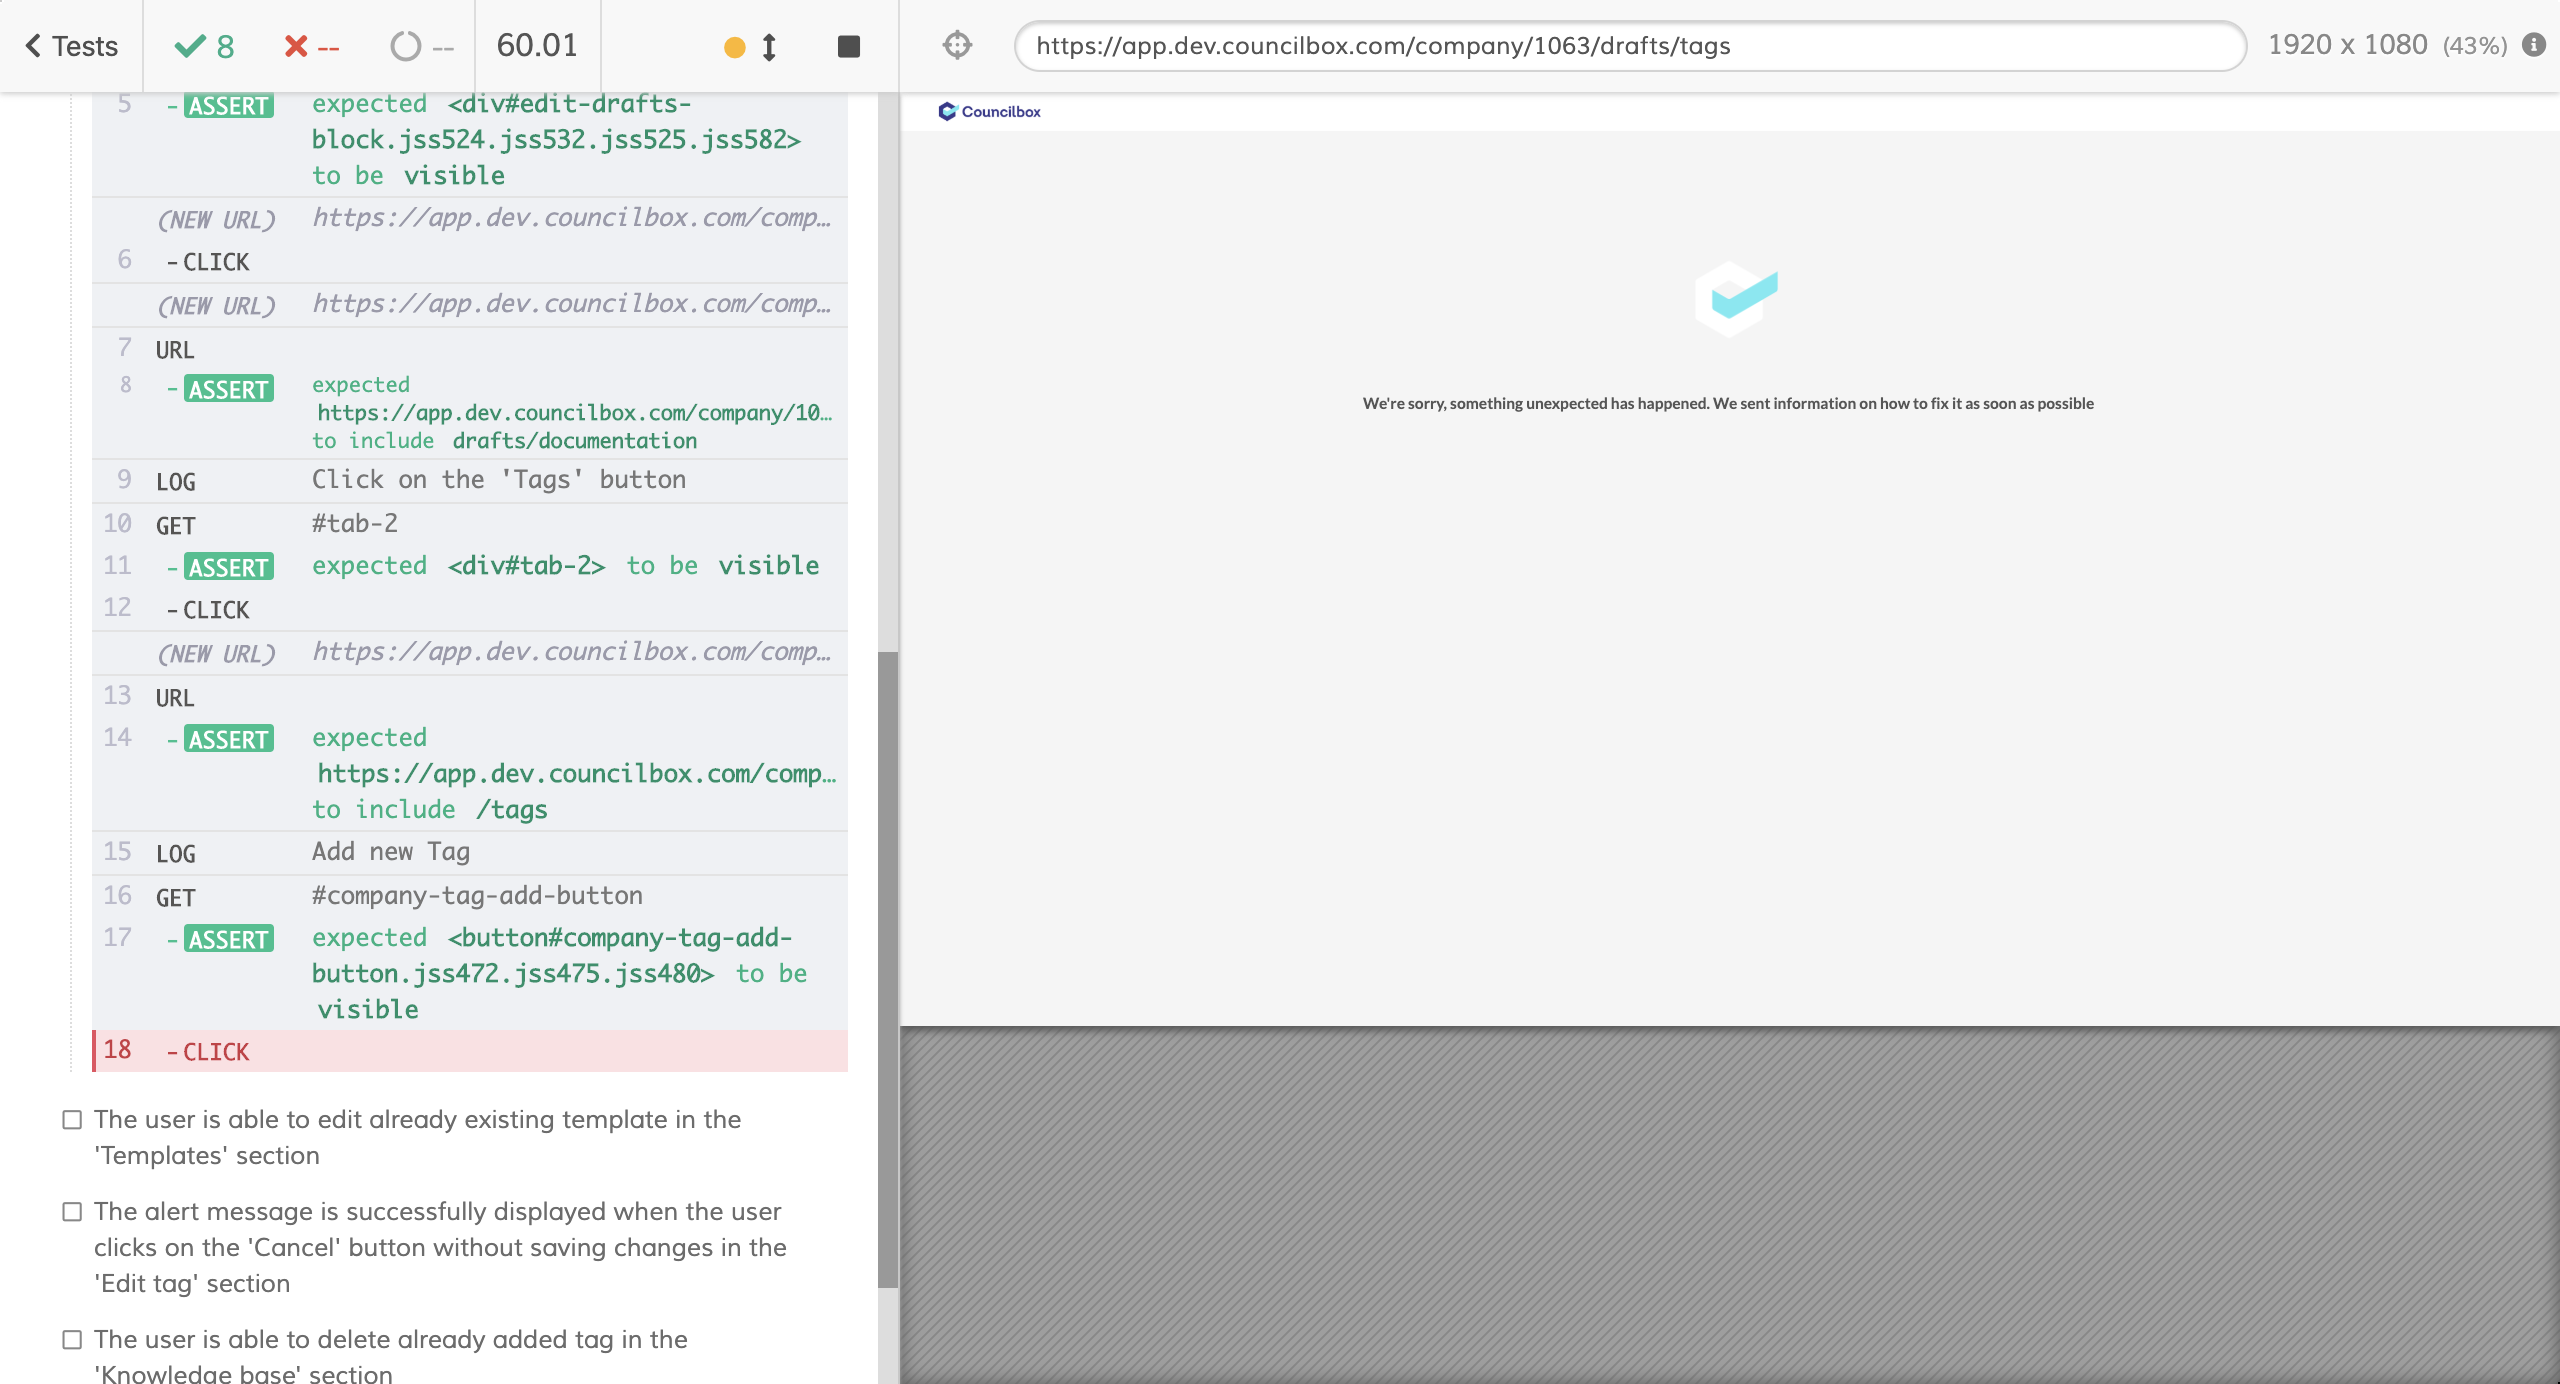 Tests
8
--
--
60.01
https://app.dev.councilbox.com/company/1063/drafts/tags
1920 x 1080 (43%)
5 -ASSERT expected <div#edit-drafts-
block.jss524.jss532.jss525.jss582>
to be visible
(NEW URL) https://app.dev.councilbox.com/comp…
6 -CLICK
(NEW URL) https://app.dev.councilbox.com/comp…
7 URL
8 -ASSERT expected
https://app.dev.councilbox.com/company/10…
to include drafts/documentation
9 LOG Click on the 'Tags' button
10 GET #tab-2
11 -ASSERT expected <div#tab-2> to be visible
12 -CLICK
(NEW URL) https://app.dev.councilbox.com/comp…
13 URL
14 -ASSERT expected
https://app.dev.councilbox.com/comp…
to include /tags
15 LOG Add new Tag
16 GET #company-tag-add-button
17 -ASSERT expected <button#company-tag-add-
button.jss472.jss475.jss480> to be
visible
18 -CLICK
The user is able to edit already existing template in the
'Templates' section
The alert message is successfully displayed when the user
clicks on the 'Cancel' button without saving changes in the
'Edit tag' section
The user is able to delete already added tag in the
'Knowledge base' section
Councilbox
We're sorry, something unexpected has happened. We sent information on how to fix it as soon as possible